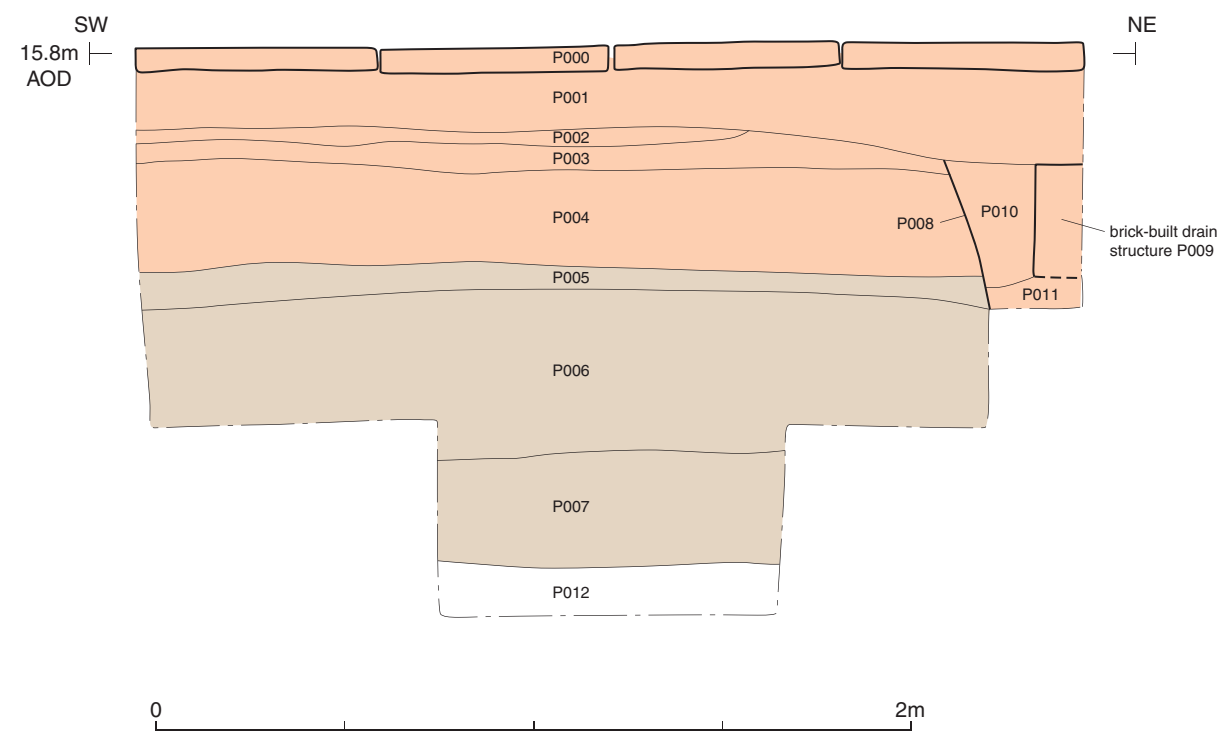 SW
NE
15.8m
AOD
P000
P001
P002
P003
P004
P008
P010
brick-built drain
structure P009
P005
P011
P006
P007
P012
0
2m